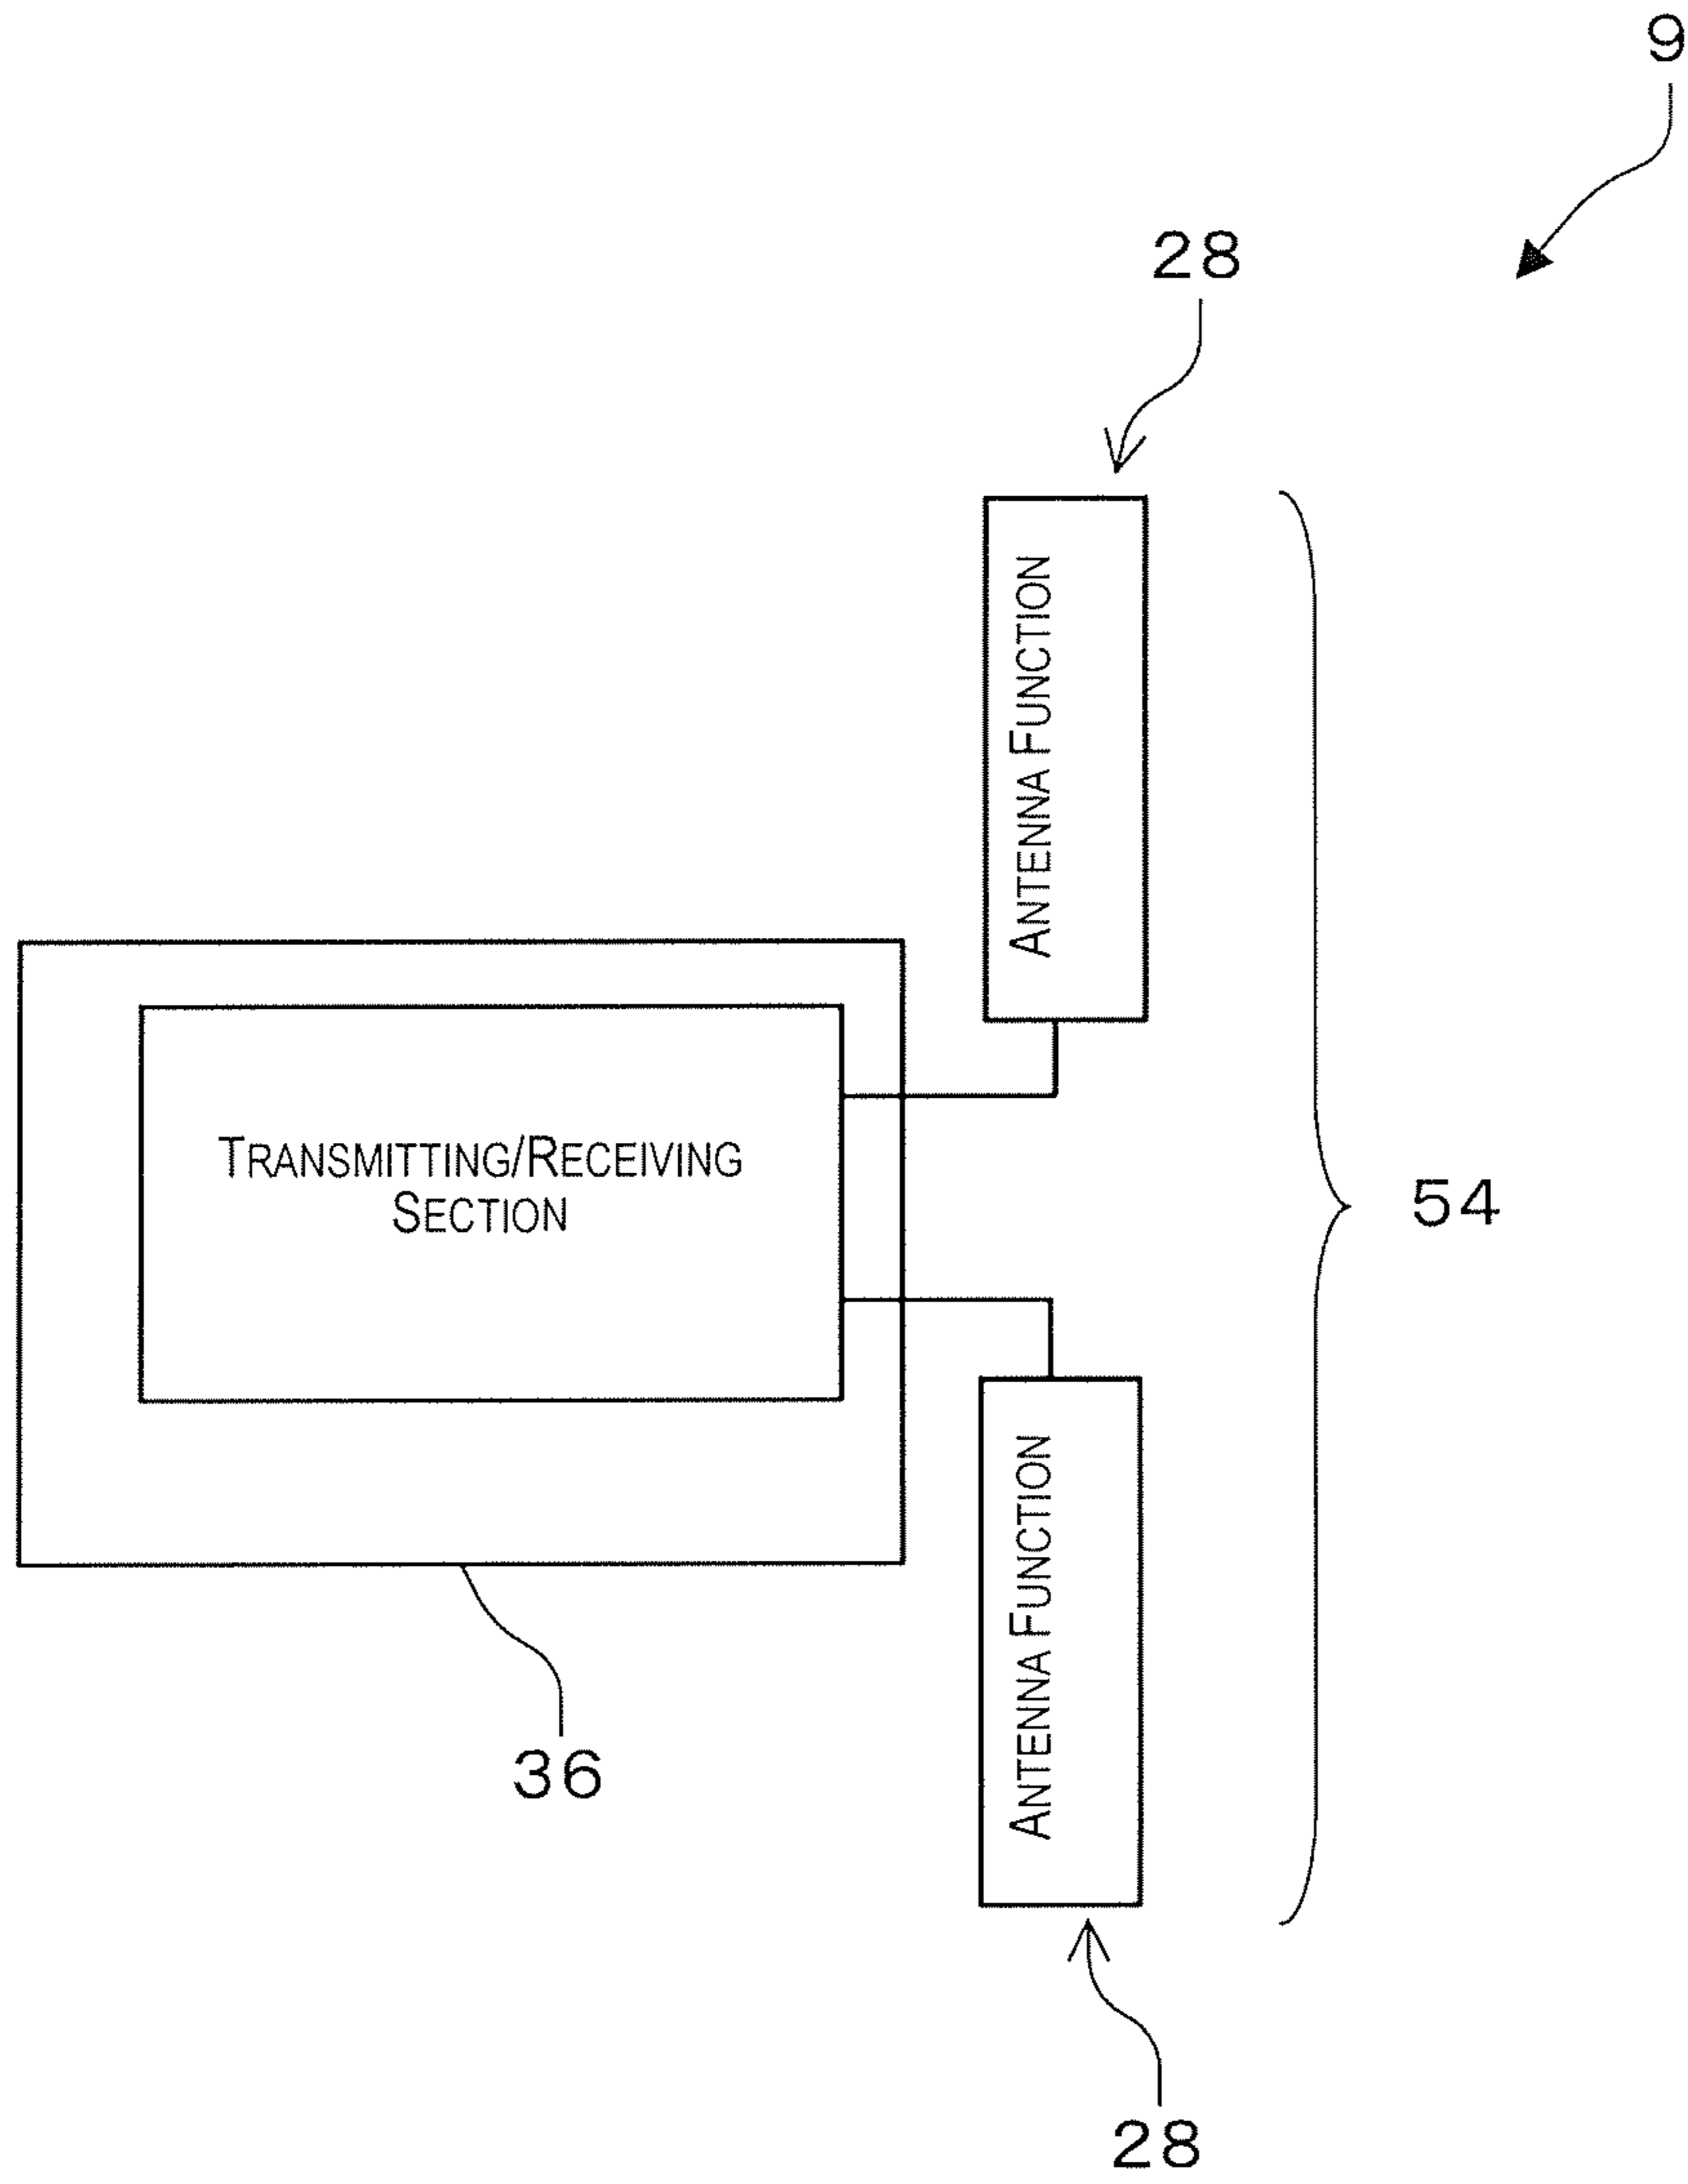 9
28
ANTENNA FUNCTION
TRANSMITTING/RECEIVING
SECTION
54
ANTENNA FUNCTION
36
28